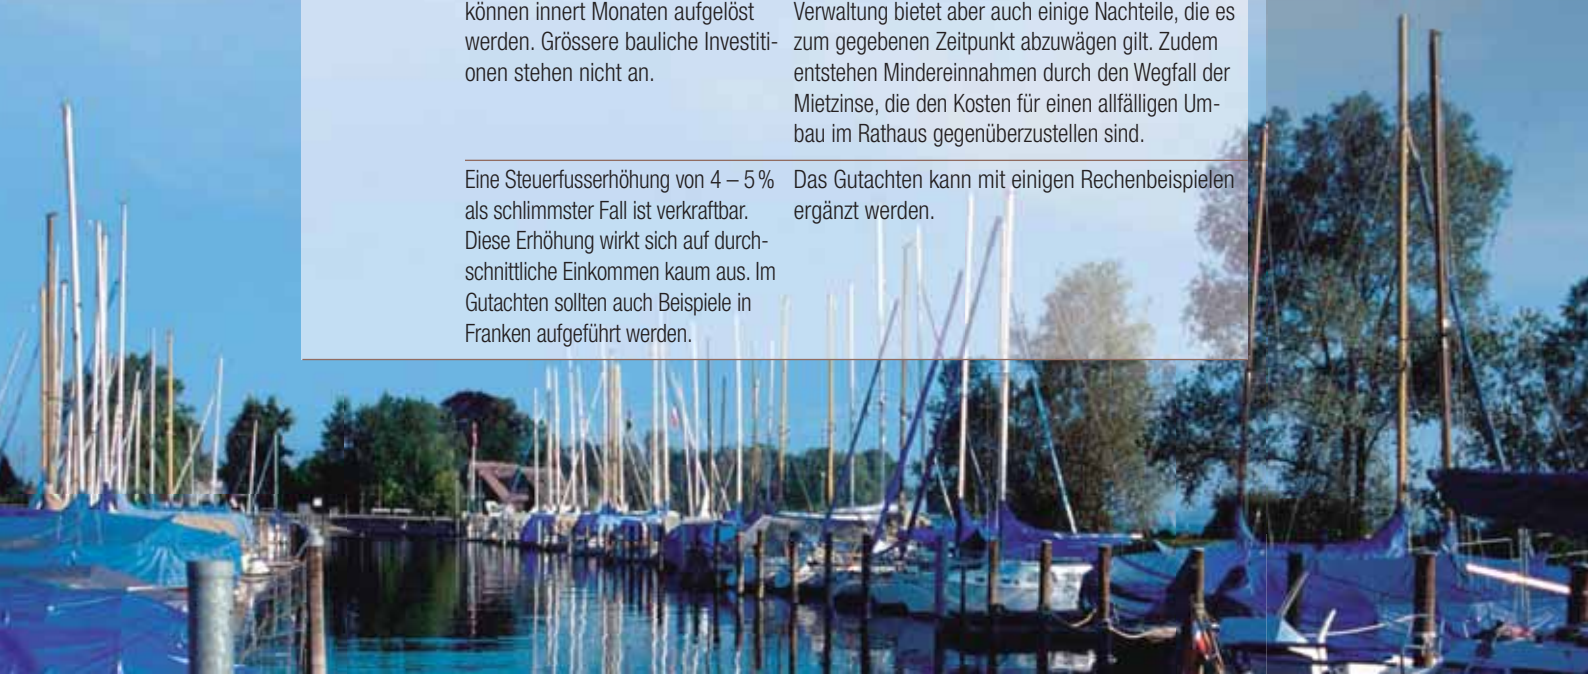 können innert Monaten aufgelöst
werden. Grössere bauliche Investiti-
onen stehen nicht an.
Verwaltung bietet aber auch einige Nachteile, die es
zum gegebenen Zeitpunkt abzuwägen gilt. Zudem
entstehen Mindereinnahmen durch den Wegfall der
Mietzinse, die den Kosten für einen allfälligen Um-
bau im Rathaus gegenüberzustellen sind.
Eine Steuerfusserhöhung von 4 – 5 %
als schlimmster Fall ist verkraftbar.
Diese Erhöhung wirkt sich auf durch-
schnittliche Einkommen kaum aus. Im
Gutachten sollten auch Beispiele in
Franken aufgeführt werden.
Das Gutachten kann mit einigen Rechenbeispielen
ergänzt werden.